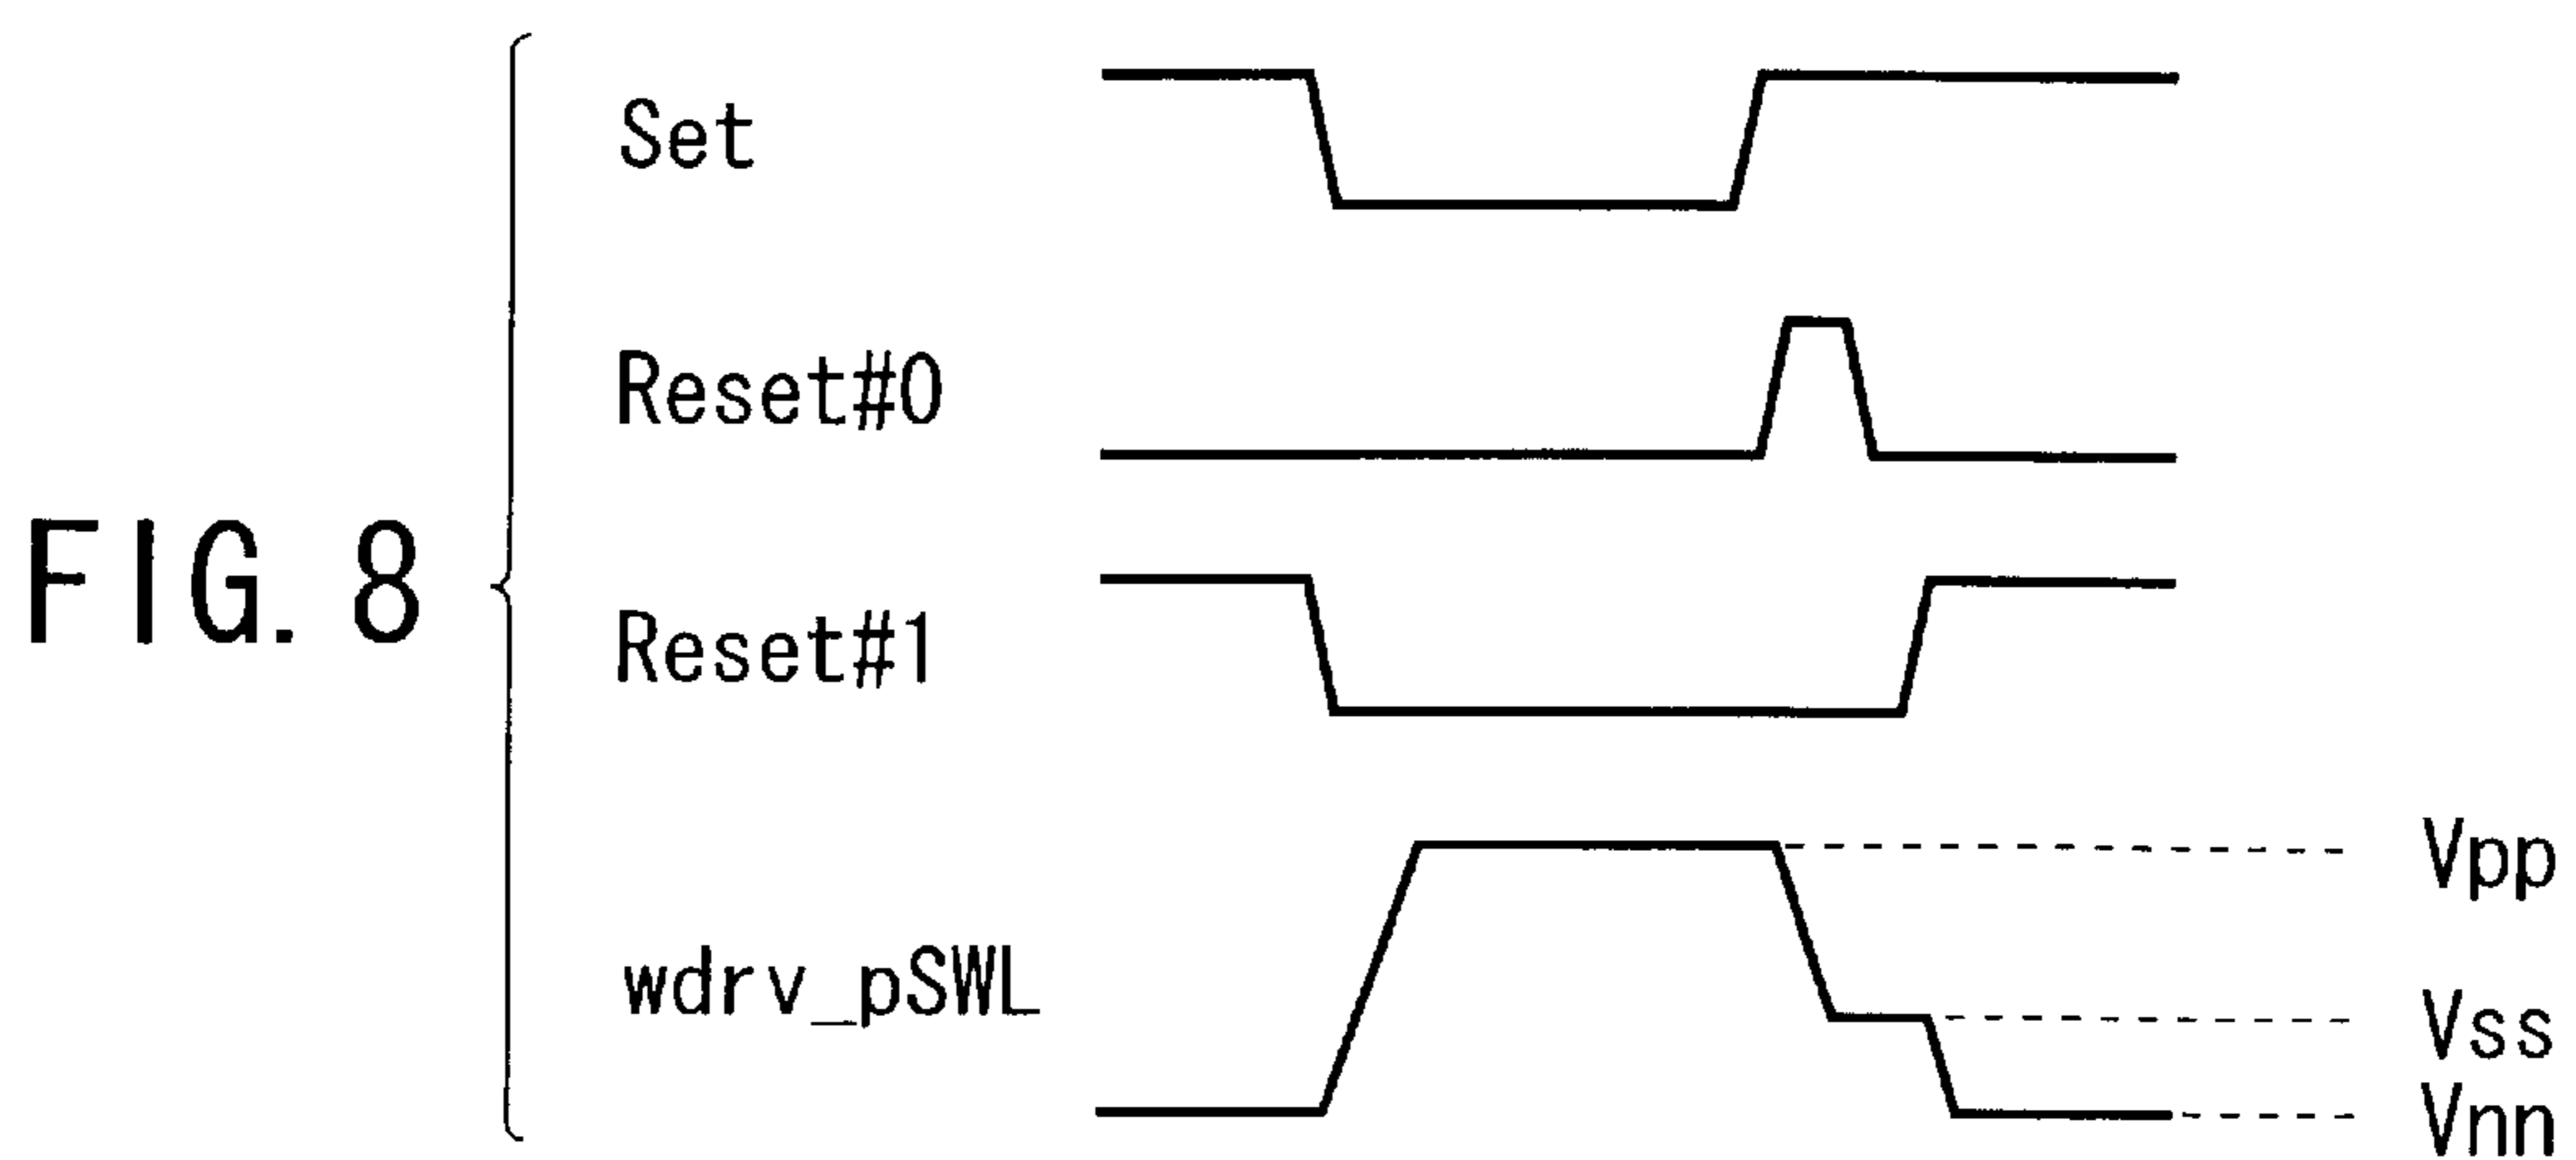 FIG. 8
Set
Reset#0
Reset#1
wdrv_pSWL
Vpp
Vss
Vnn